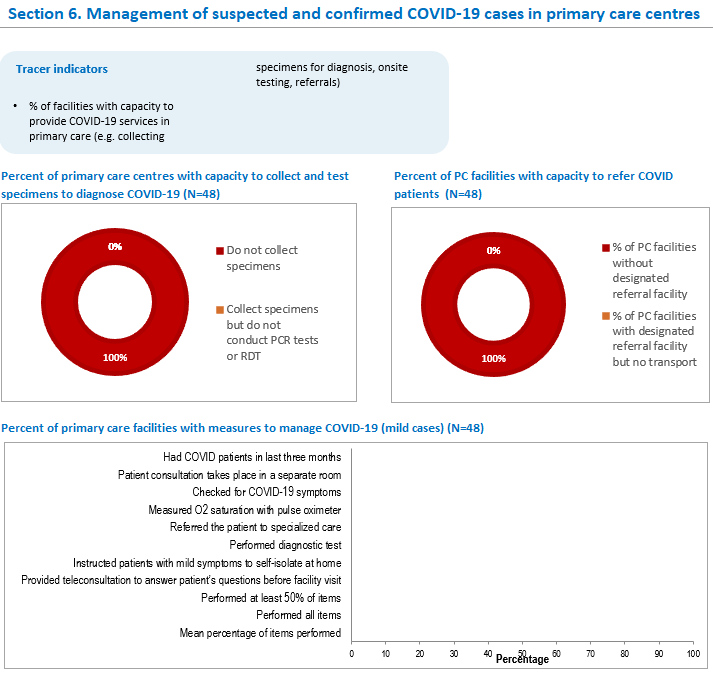 Section 6. Management of suspected and confirmed COVID-19 cases in primary care centres
Tracer indicators
• % of facilities with capacity to
provide COVID-19 services in
primary care (e.g. collecting
specimens for diagnosis, onsite
testing, referrals)
Percent of primary care centres with capacity to collect and test
specimens to diagnose COVID-19 (N=48)
0%
100%
Do not collect
specimens
Collect specimens
but do not
conduct PCR tests
or RDT
Percent of PC facilities with capacity to refer COVID
patients (N=48)
0%
100%
% of PC facilities
without
designated
referral facility
% of PC facilities
with designated
referral facility
but no transport
Percent of primary care facilities with measures to manage COVID-19 (mild cases) (N=48)
Had COVID patients in last three months
Patient consultation takes place in a separate room
Checked for COVID-19 symptoms
Measured O2 saturation with pulse oximeter
Referred the patient to specialized care
Performed diagnostic test
Instructed patients with mild symptoms to self-isolate at home
Provided teleconsultation to answer patient's questions before facility visit
Performed at least 50% of items
Performed all items
Mean percentage of items performed
0 10 20 30 40 50 60 70 80 90 100
Percentage